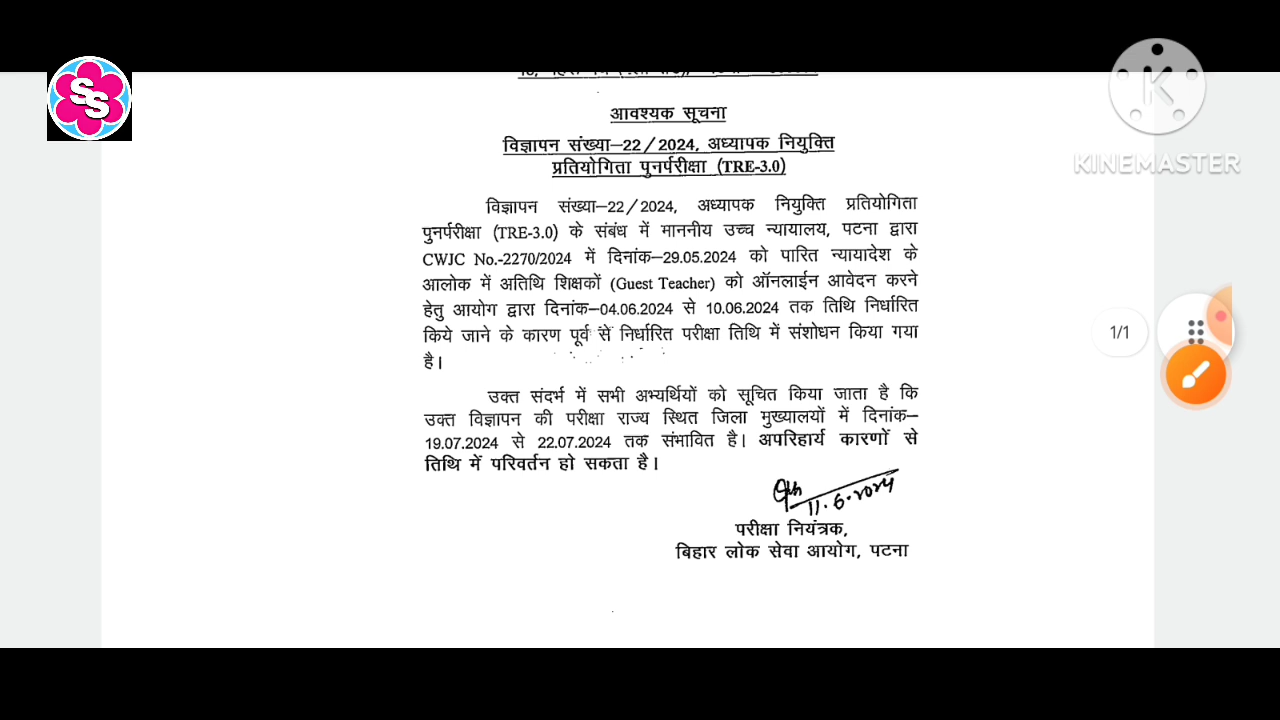 आवश्यक सूचना
विज्ञापन संख्या–22/2024, अध्यापक नियुक्ति
प्रतियोगिता पुनर्परीक्षा (TRE-3.0)
विज्ञापन संख्या–22/2024, अध्यापक नियुक्ति प्रतियोगिता
पुनर्परीक्षा (TRE-3.0) के संबंध में माननीय उच्च न्यायालय, पटना द्वारा
CWJC No.-2270/2024 में दिनांक–29.05.2024 को पारित न्यायादेश के
आलोक में अतिथि शिक्षकों (Guest Teacher) को ऑनलाईन आवेदन करने
हेतु आयोग द्वारा दिनांक–04.06.2024 से 10.06.2024 तक तिथि निर्धारित
किये जाने के कारण पूर्व से निर्धारित परीक्षा तिथि में संशोधन किया गया
है।
उक्त संदर्भ में सभी अभ्यर्थियों को सूचित किया जाता है कि
उक्त विज्ञापन की परीक्षा राज्य स्थित जिला मुख्यालयों में दिनांक–
19.07.2024 से 22.07.2024 तक संभावित है। अपरिहार्य कारणों से
तिथि में परिवर्तन हो सकता है।
11.6.2024
परीक्षा नियंत्रक,
बिहार लोक सेवा आयोग, पटना
SS
K
KINEMASTER
1/1